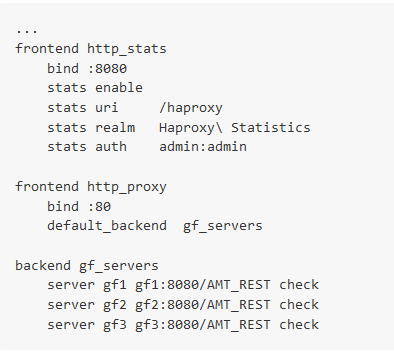 ...
frontend http_stats
    bind :8080
    stats enable
    stats uri     /haproxy
    stats realm   Haproxy\ Statistics
    stats auth    admin:admin

frontend http_proxy
    bind :80
    default_backend  gf_servers

backend gf_servers
    server gf1 gf1:8080/AMT_REST check
    server gf2 gf2:8080/AMT_REST check
    server gf3 gf3:8080/AMT_REST check